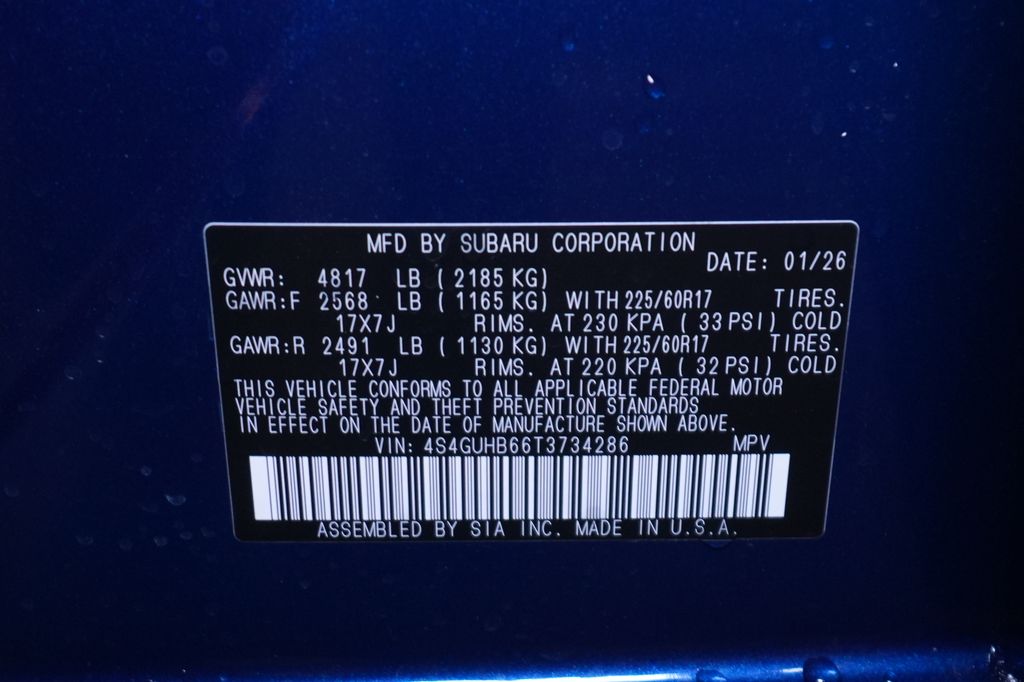 MFD BY SUBARU CORPORATION
DATE: 01/26
GVWR: 4817 LB ( 2185 KG)
GAWR:F 2568 LB ( 1165 KG) WITH 225/60R17 TIRES.
17X7J RIMS. AT 230 KPA ( 33 PSI) COLD
GAWR:R 2491 LB ( 1130 KG) WITH 225/60R17 TIRES.
17X7J RIMS. AT 220 KPA ( 32 PSI) COLD
THIS VEHICLE CONFORMS TO ALL APPLICABLE FEDERAL MOTOR
VEHICLE SAFETY AND THEFT PREVENTION STANDARDS
IN EFFECT ON THE DATE OF MANUFACTURE SHOWN ABOVE.
VIN: 4S4GUHB66T3734286 MPV
ASSEMBLED BY SIA INC. MADE IN U.S.A.